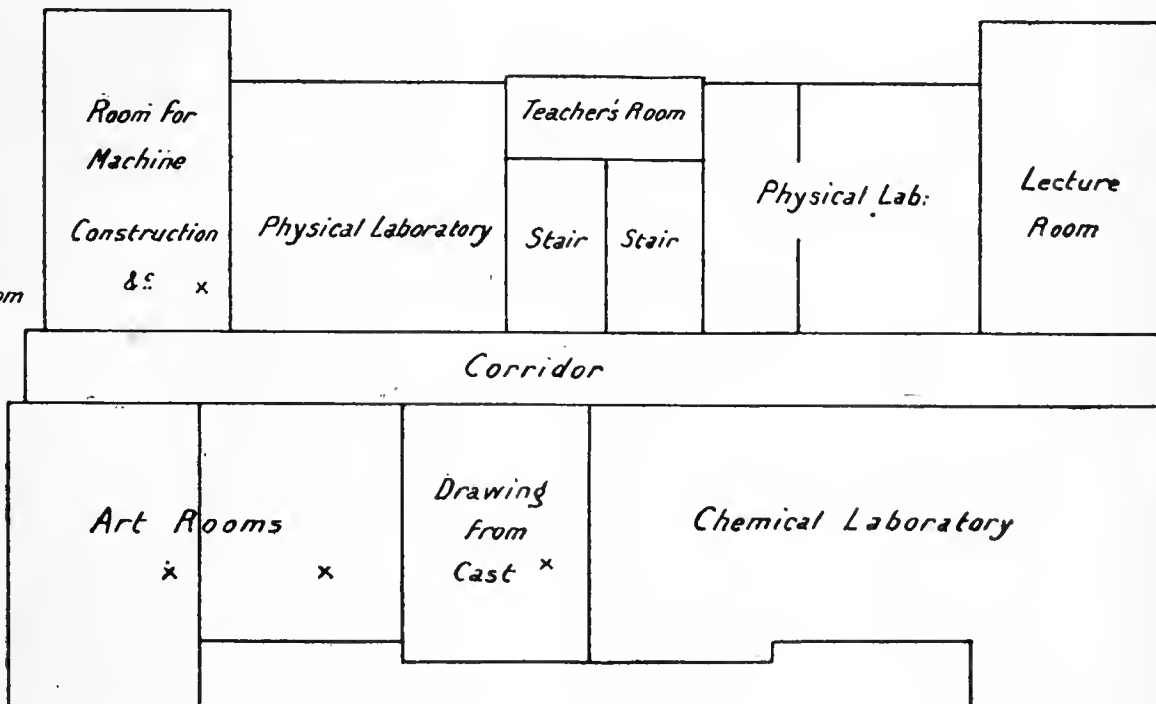 Room for
Machine
Construction
&c x
Physical Laboratory
Teacher's Room
Stair
Stair
Physical Lab:
Lecture
Room
om
Corridor
Art Rooms
x
x
Drawing
from
Cast x
Chemical Laboratory